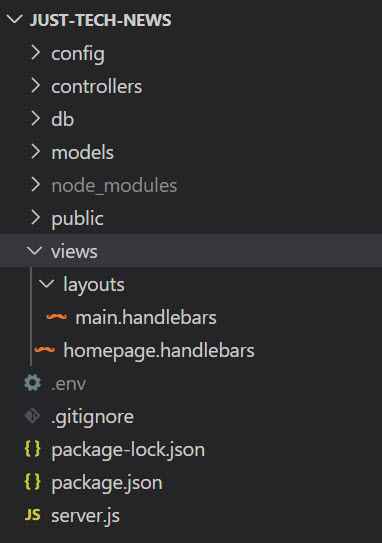 JUST-TECH-NEWS
config
controllers
db
models
node_modules
public
views
layouts
main.handlebars
homepage.handlebars
.env
.gitignore
{} package-lock.json
{} package.json
JS server.js